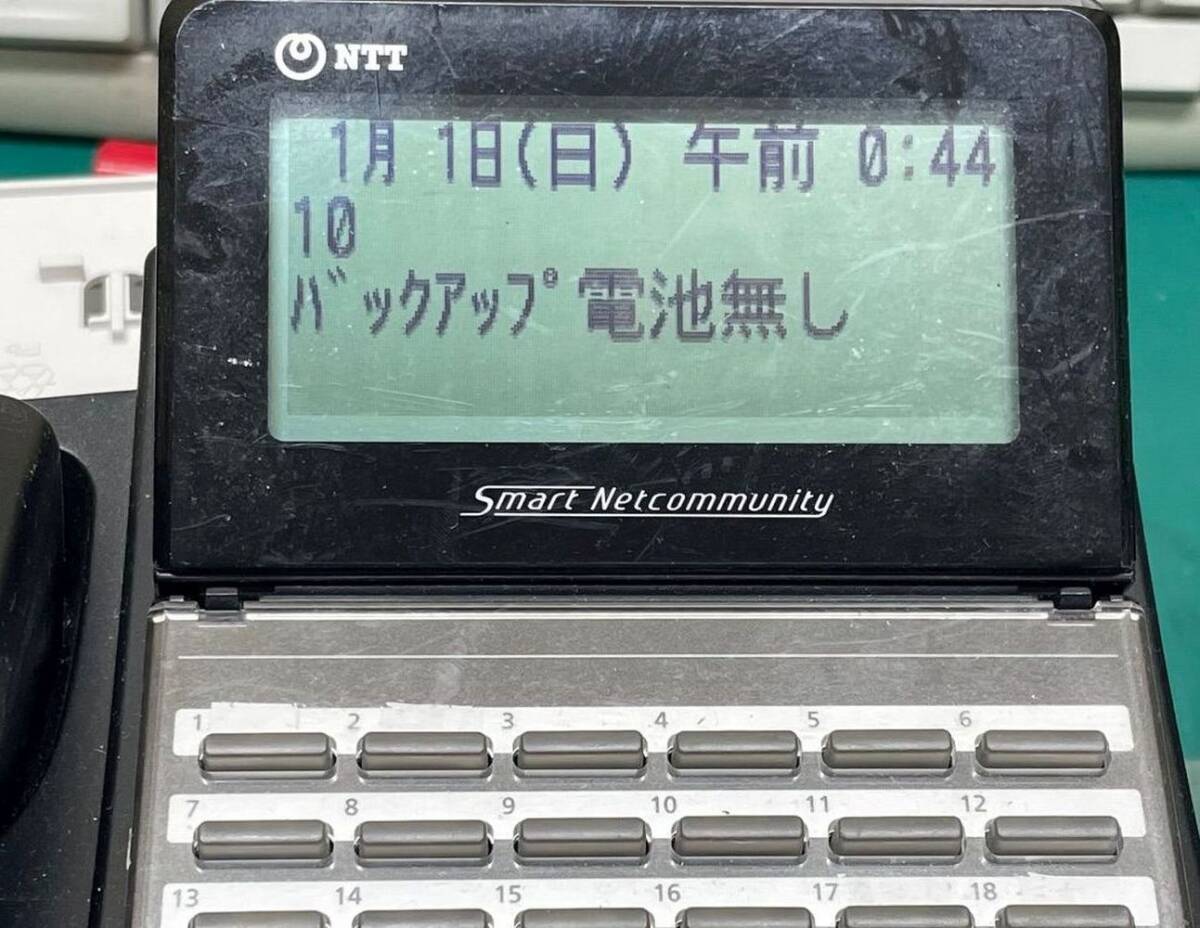 NTT
1月 1日(日) 午前 0:44
10
ﾊﾞｯｸｱｯﾌﾟ電池無し
Smart Netcommunity
1 2 3 4 5 6
7 8 9 10 11 12
13 14 15 16 17 18